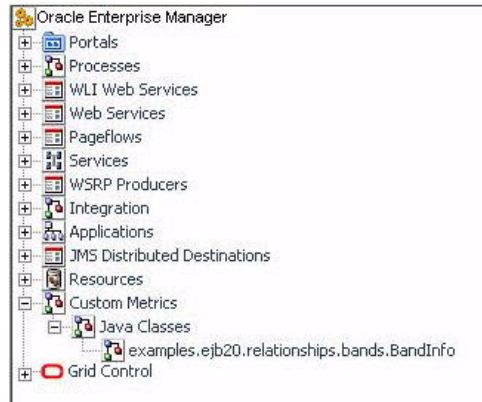 Oracle Enterprise Manager
Portals
Processes
WLI Web Services
Web Services
Pageflows
Services
WSRP Producers
Integration
Applications
JMS Distributed Destinations
Resources
Custom Metrics
Java Classes
examples.ejb20.relationships.bands.BandInfo
Grid Control